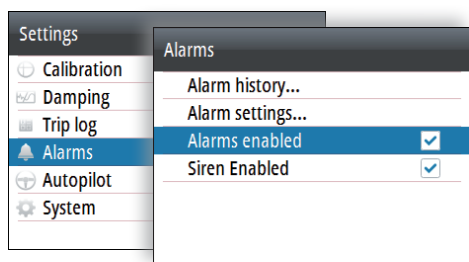 Settings
Calibration
Damping
Trip log
Alarms
Autopilot
System
Alarms
Alarm history...
Alarm settings...
Alarms enabled
Siren Enabled